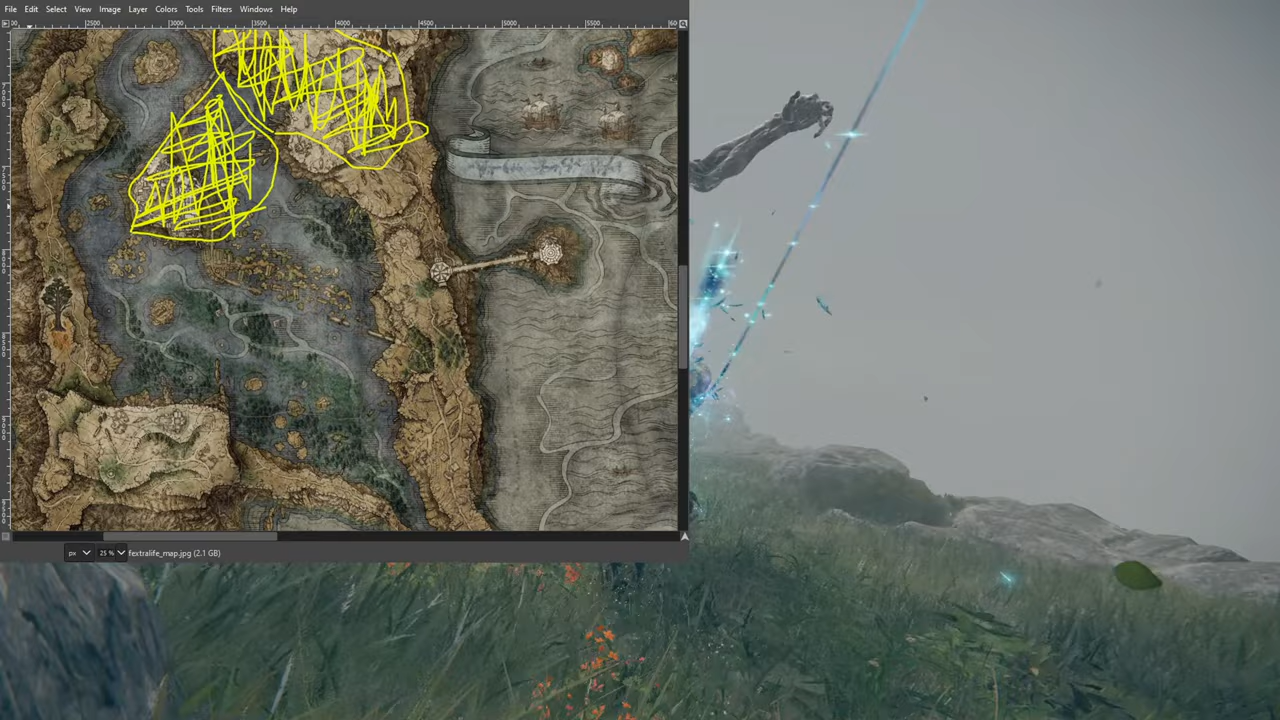 File Edit Select View Image Layer Colors Tools Filters Windows Help
2500 3000 3500 4000 4500 5000 5500
px 25 % fextralife_map.jpg (2.1 GB)